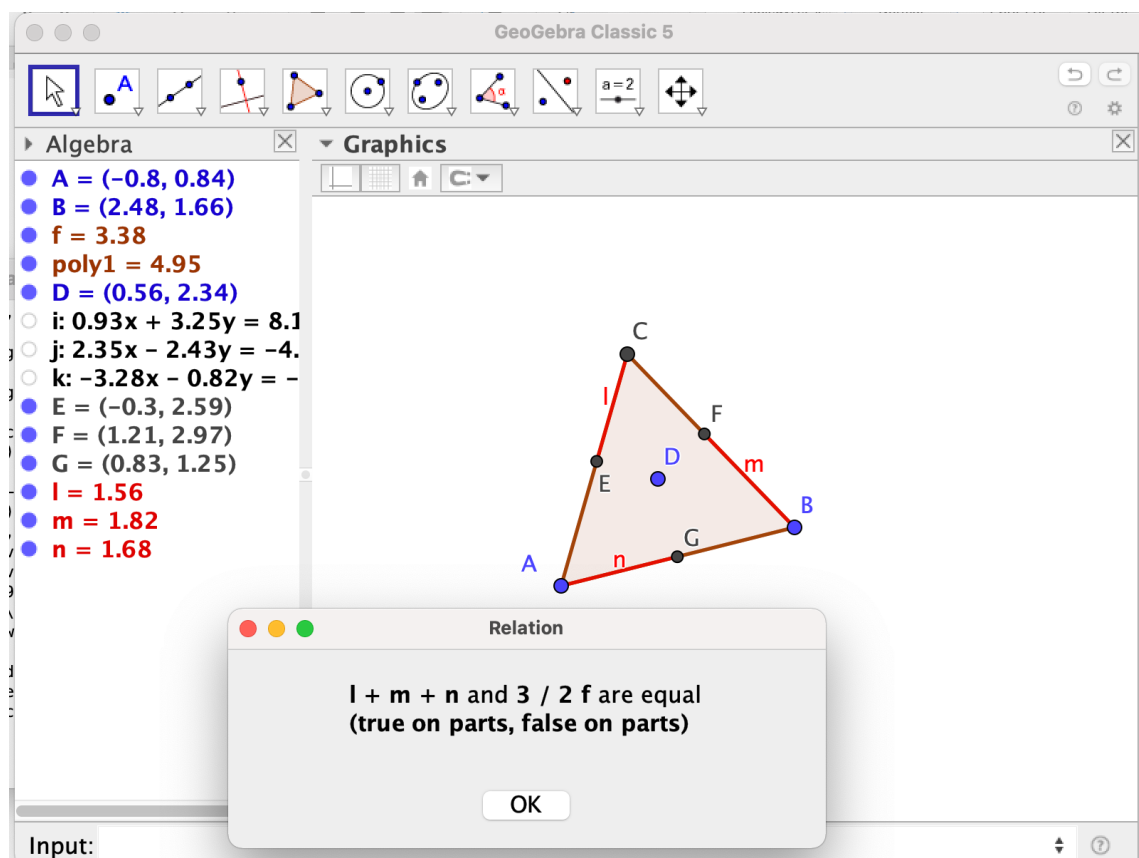 GeoGebra Classic 5
A
α
a=2
Algebra
Graphics
A = (−0.8, 0.84)
B = (2.48, 1.66)
f = 3.38
poly1 = 4.95
D = (0.56, 2.34)
i: 0.93x + 3.25y = 8.1
j: 2.35x − 2.43y = −4.
k: −3.28x − 0.82y = −
E = (−0.3, 2.59)
F = (1.21, 2.97)
G = (0.83, 1.25)
l = 1.56
m = 1.82
n = 1.68
C
l
F
D
m
E
B
G
A
n
Relation
l + m + n and 3 / 2 f are equal
(true on parts, false on parts)
OK
Input: